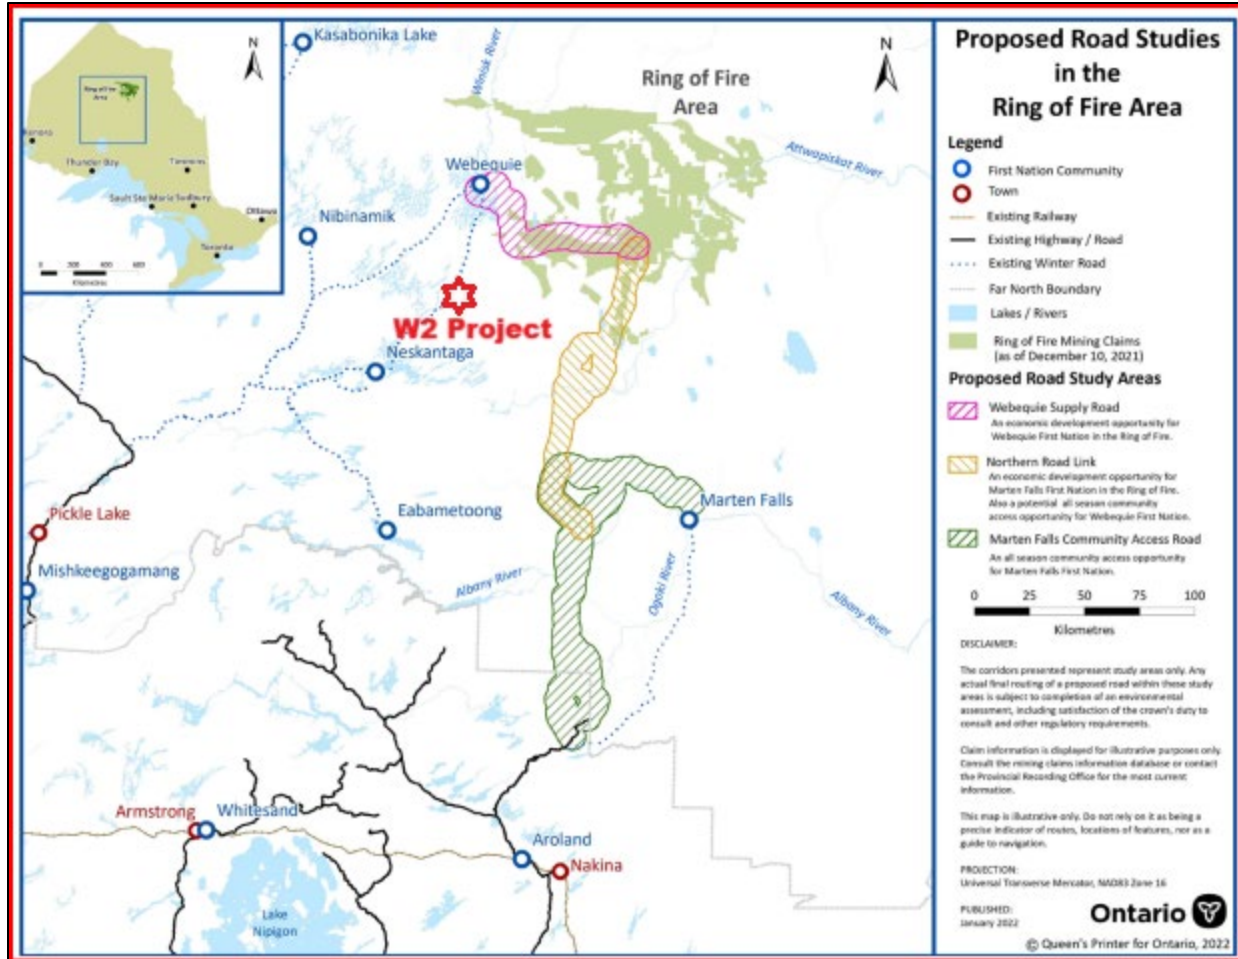 Proposed Road Studies
in the
Ring of Fire Area
Legend
First Nation Community
Town
Existing Railway
Existing Highway / Road
Existing Winter Road
Far North Boundary
Lakes / Rivers
Ring of Fire Mining Claims
(as of December 10, 2021)
Proposed Road Study Areas
Webequie Supply Road
An economic development opportunity for
Webequie First Nation in the Ring of Fire.
Northern Road Link
An economic development opportunity for
Marten Falls First Nation in the Ring of Fire.
Also a potential all season community
access opportunity for Webequie First Nation.
Marten Falls Community Access Road
An all season community access opportunity
for Marten Falls First Nation.
0 25 50 75 100
Kilometres
DISCLAIMER:
The corridors presented represent study areas only. Any
actual final routing of a proposed road within these study
areas is subject to completion of an environmental
assessment, including satisfaction of the crown's duty to
consult and other regulatory requirements.
Claim information is displayed for illustrative purposes only.
Consult the mining claims information database or contact
the Provincial Recording Office for the most current
information.
This map is illustrative only. Do not rely on it as being a
precise indicator of routes, locations of features, nor as a
guide to navigation.
PROJECTION:
Universal Transverse Mercator, NAD83 Zone 16
PUBLISHED:
January 2022
Ontario
© Queen's Printer for Ontario, 2022
N
Ring of Fire
Area
Kenora
Thunder Bay
Timmins
Sault Ste Marie
Sudbury
Ottawa
Toronto
0 200 400 600
Kilometres
Kasabonika Lake
Winisk River
N
Ring of Fire
Area
Attwapiskat River
Webequie
Nibinamik
W2 Project
Neskantaga
Pickle Lake
Eabametoong
Marten Falls
Mishkeegogamang
Albany River
Ogoki River
Albany River
Armstrong
Whitesand
Aroland
Nakina
Lake
Nipigon